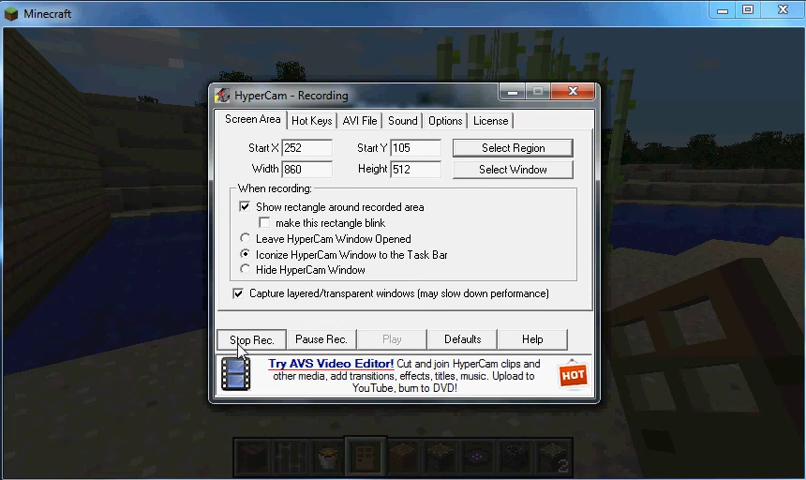 Minecraft
HyperCam - Recording
Screen Area Hot Keys AVI File Sound Options License
Start X 252 Start Y 105 Select Region
Width 860 Height 512 Select Window
When recording:
Show rectangle around recorded area
make this rectangle blink
Leave HyperCam Window Opened
Iconize HyperCam Window to the Task Bar
Hide HyperCam Window
Capture layered/transparent windows (may slow down performance)
Stop Rec. Pause Rec. Play Defaults Help
Try AVS Video Editor! Cut and join HyperCam clips and
other media, add transitions, effects, titles, music. Upload to
YouTube, burn to DVD!
HOT
2